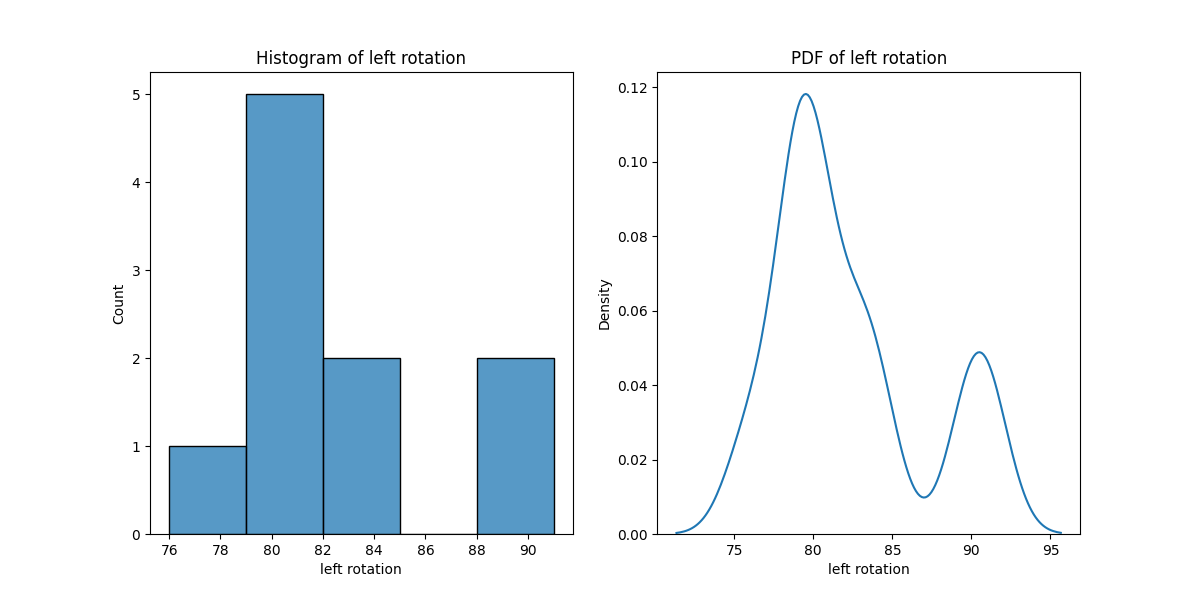 Histogram of left rotation
5
4
3
2
1
0
Count
76 78 80 82 84 86 88 90
left rotation
PDF of left rotation
0.12
0.10
0.08
0.06
0.04
0.02
0.00
Density
75 80 85 90 95
left rotation